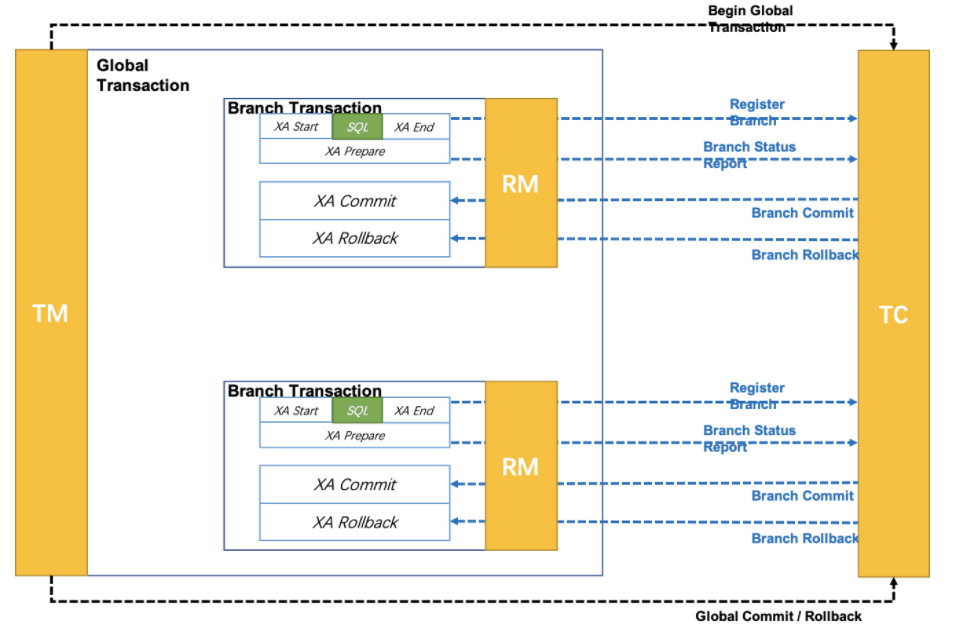 Begin Global
Transaction
Global
Transaction
Branch Transaction
XA Start
SQL
XA End
XA Prepare
XA Commit
XA Rollback
RM
Register
Branch
Branch Status
Report
Branch Commit
Branch Rollback
TM
TC
Branch Transaction
XA Start
SQL
XA End
XA Prepare
XA Commit
XA Rollback
RM
Register
Branch
Branch Status
Report
Branch Commit
Branch Rollback
Global Commit / Rollback